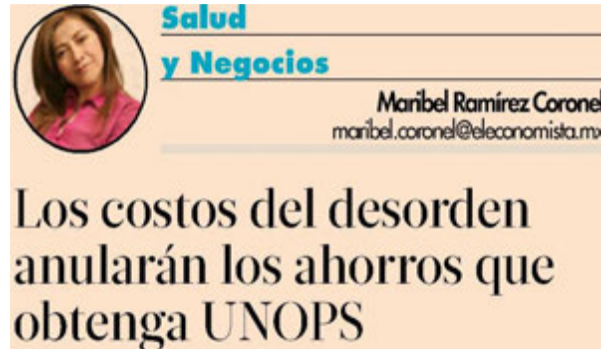 Salud
y Negocios
Maribel Ramírez Coronel
maribel.coronel@eleconomista.mx
Los costos del desorden
anularán los ahorros que
obtenga UNOPS